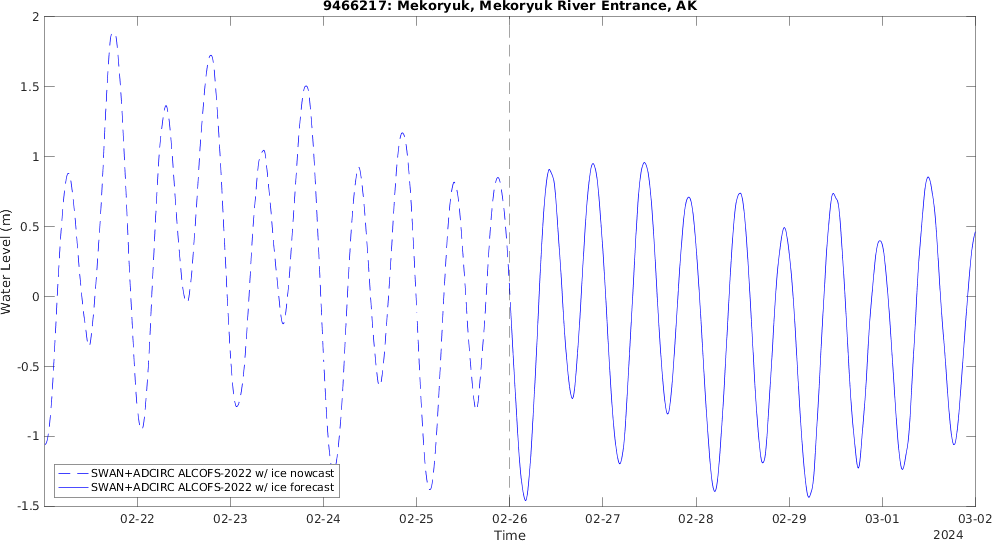 9466217: Mekoryuk, Mekoryuk River Entrance, AK
2
1.5
1
0.5
0
-0.5
-1
-1.5
Water Level (m)
SWAN+ADCIRC ALCOFS-2022 w/ ice nowcast
SWAN+ADCIRC ALCOFS-2022 w/ ice forecast
02-22 02-23 02-24 02-25 02-26 02-27 02-28 02-29 03-01 03-02
Time
2024